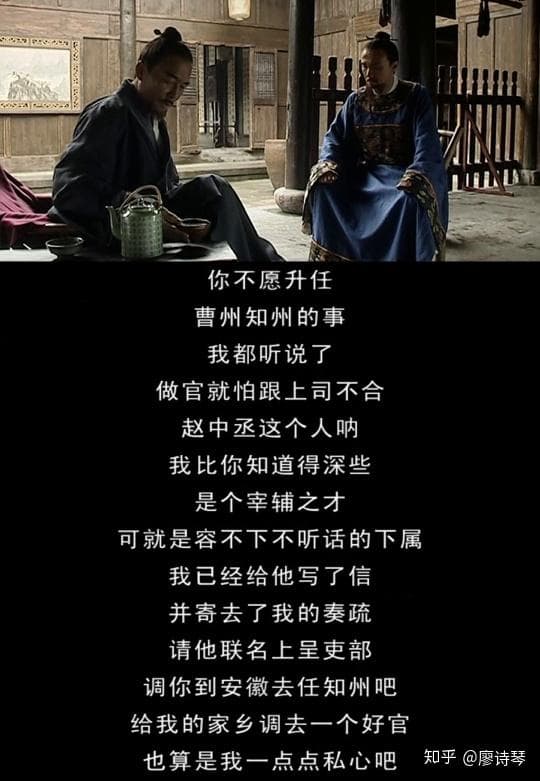 你不愿升任
曹州知州的事
我都听说了
做官就怕跟上司不合
赵中丞这个人呐
我比你知道得深些
是个宰辅之才
可就是容不下不听话的下属
我已经给他写了信
并寄去了我的奏疏
请他联名上呈吏部
调你到安徽去任知州吧
给我的家乡调去一个好官
也算是我一点点私心吧
知乎 @廖诗琴